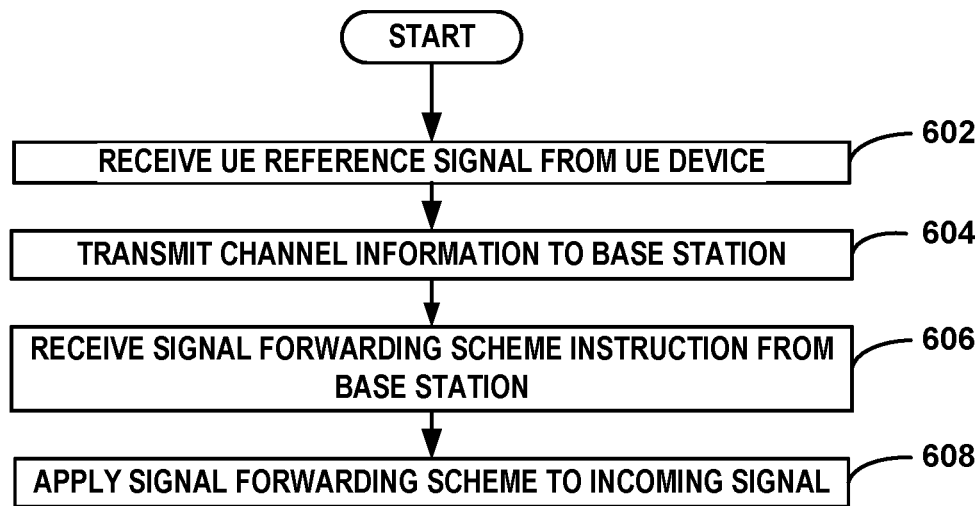 START
602
RECEIVE UE REFERENCE SIGNAL FROM UE DEVICE
604
TRANSMIT CHANNEL INFORMATION TO BASE STATION
606
RECEIVE SIGNAL FORWARDING SCHEME INSTRUCTION FROM
BASE STATION
608
APPLY SIGNAL FORWARDING SCHEME TO INCOMING SIGNAL